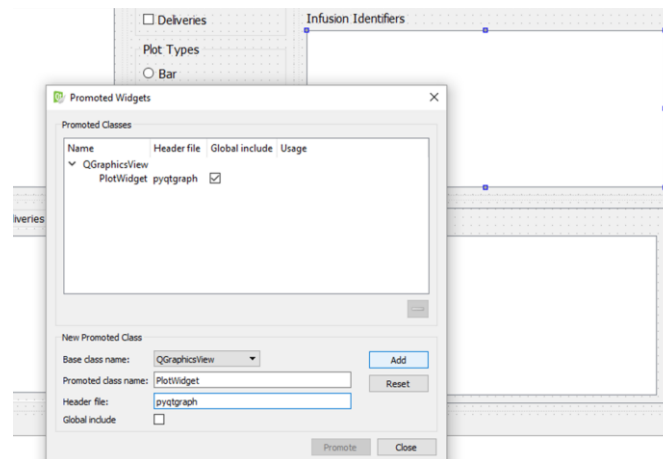 Deliveries
Infusion Identifiers
Plot Types
Bar
Promoted Widgets
Promoted Classes
Name Header file Global include Usage
QGraphicsView
PlotWidget pyqtgraph
liveries
New Promoted Class
Base class name: QGraphicsView Add
Promoted class name: PlotWidget Reset
Header file: pyqtgraph
Global include
Promote Close